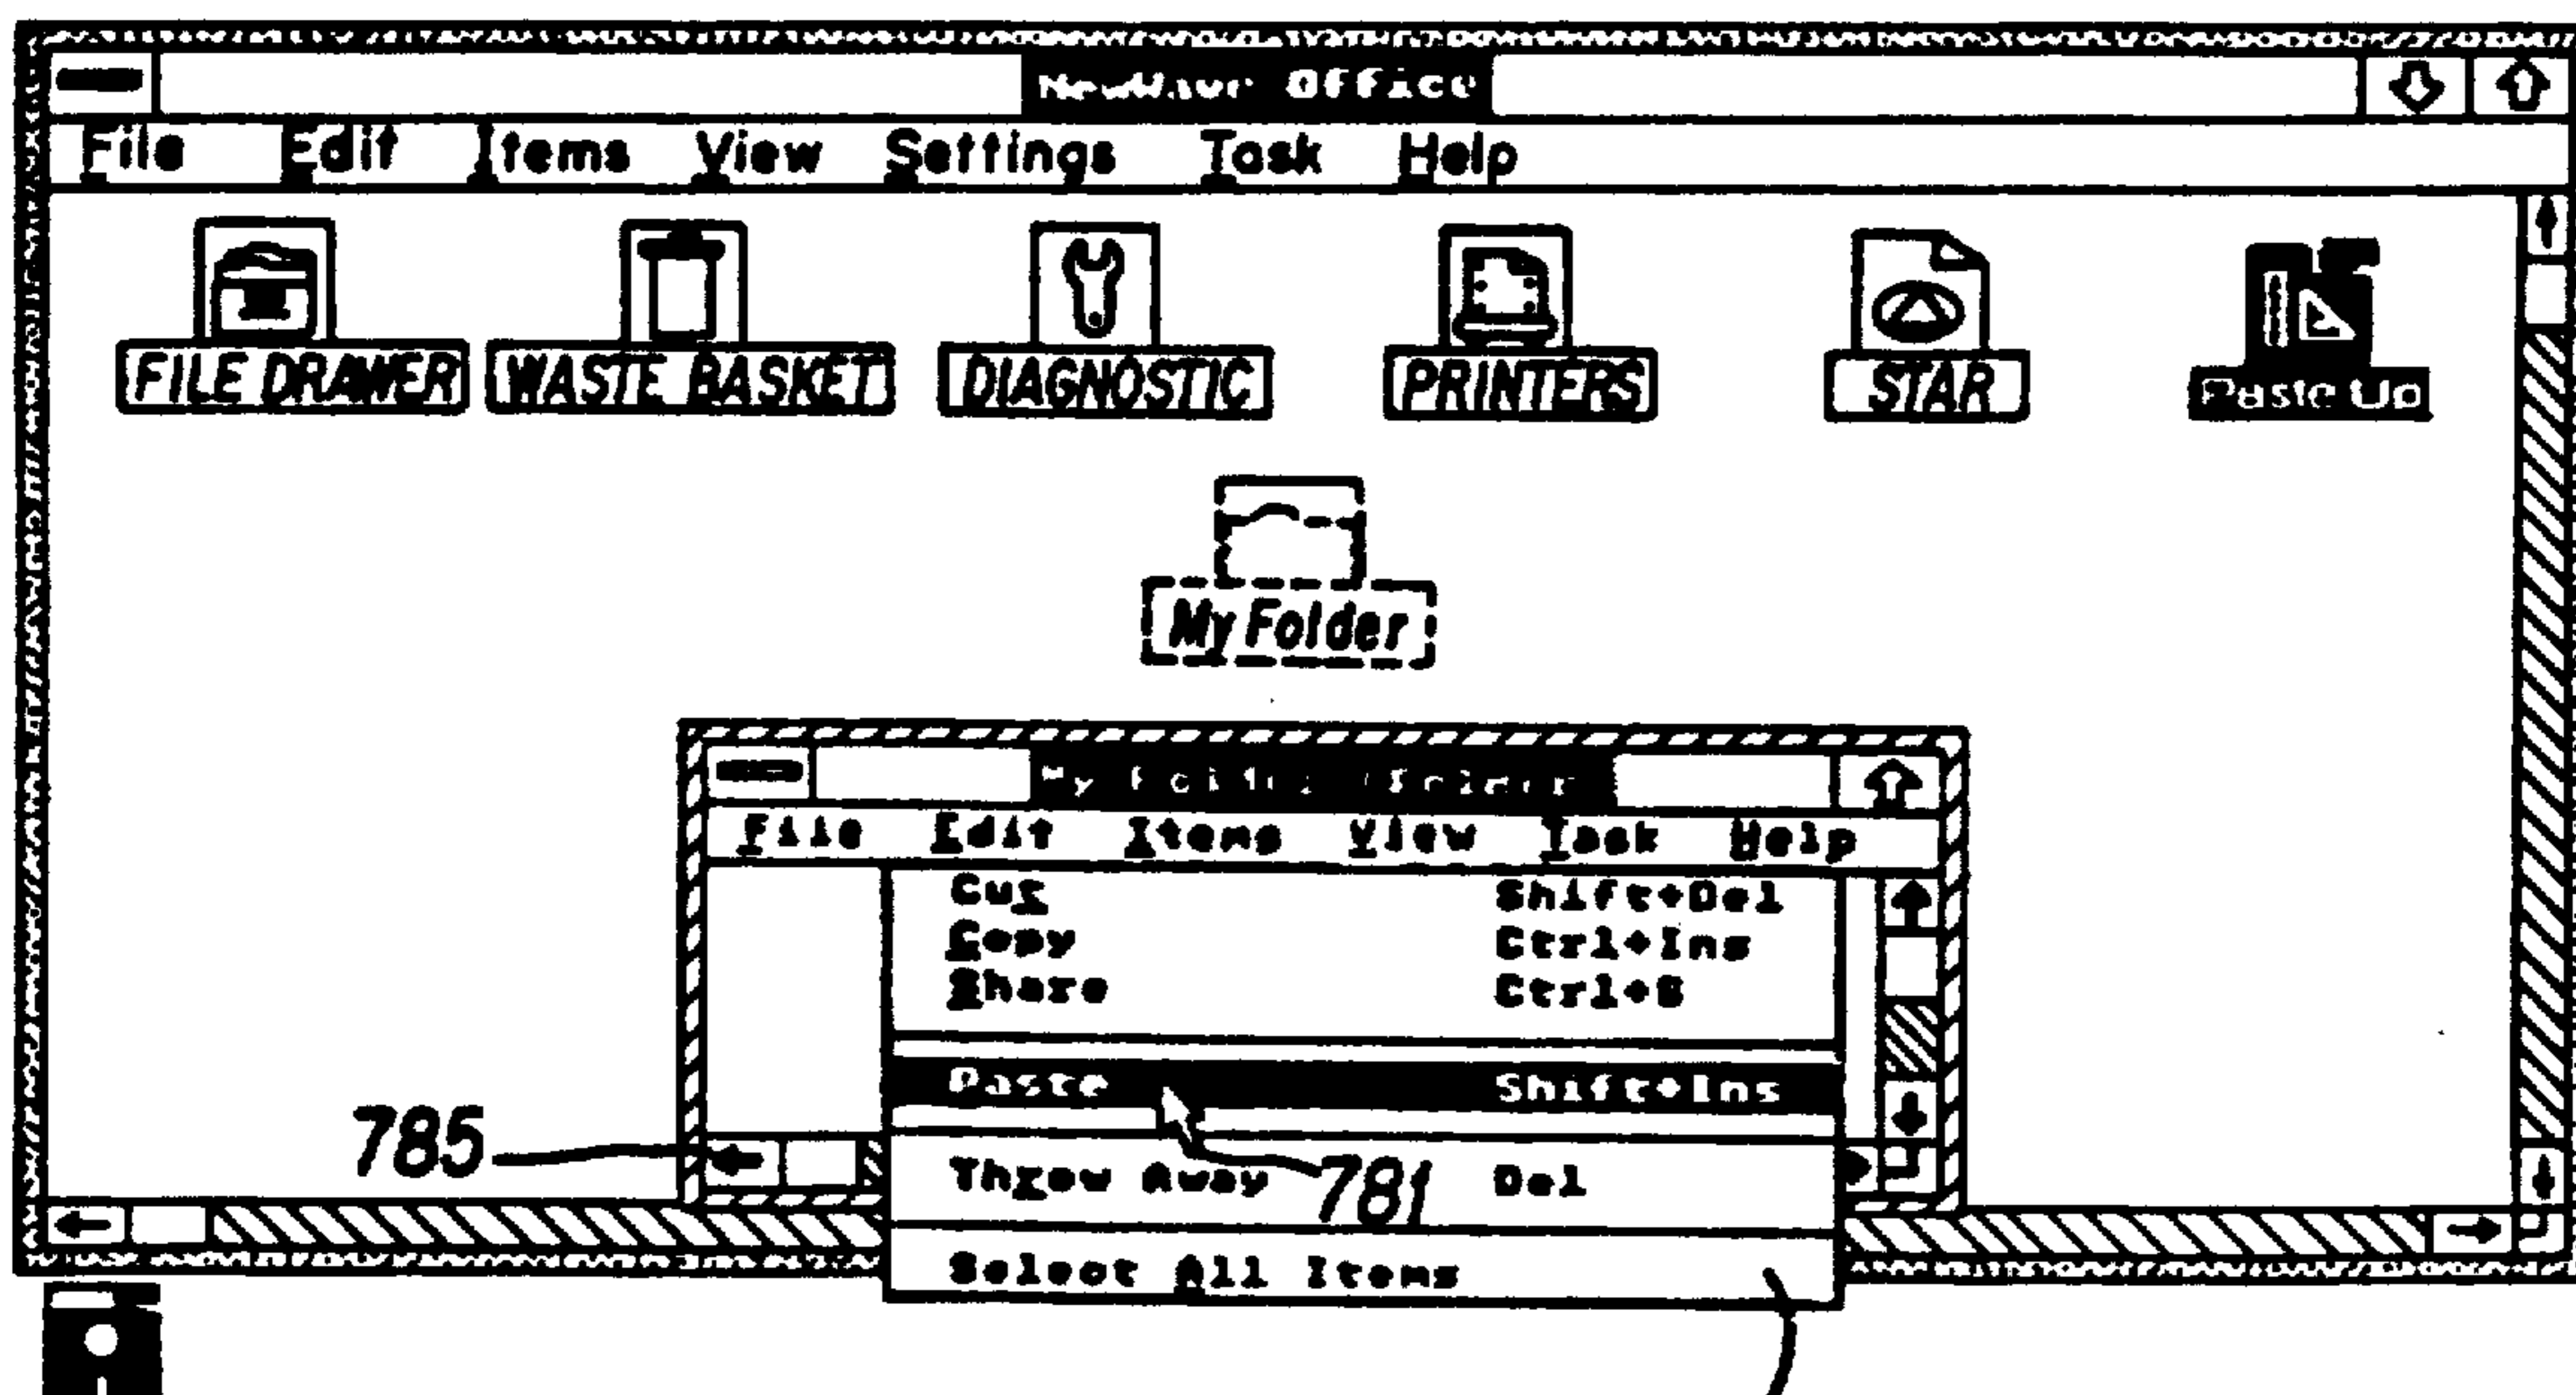 NewWave Office
File Edit Items View Settings Task Help
FILE DRAWER WASTE BASKET DIAGNOSTIC PRINTERS STAR Paste Up
My Folder
My
File Edit Items View Task Help
Cut Shift+Del
Copy Ctrl+Ins
Share Ctrl+S
Paste Shift+Ins
785
Throw Away 781 Del
Select All Items